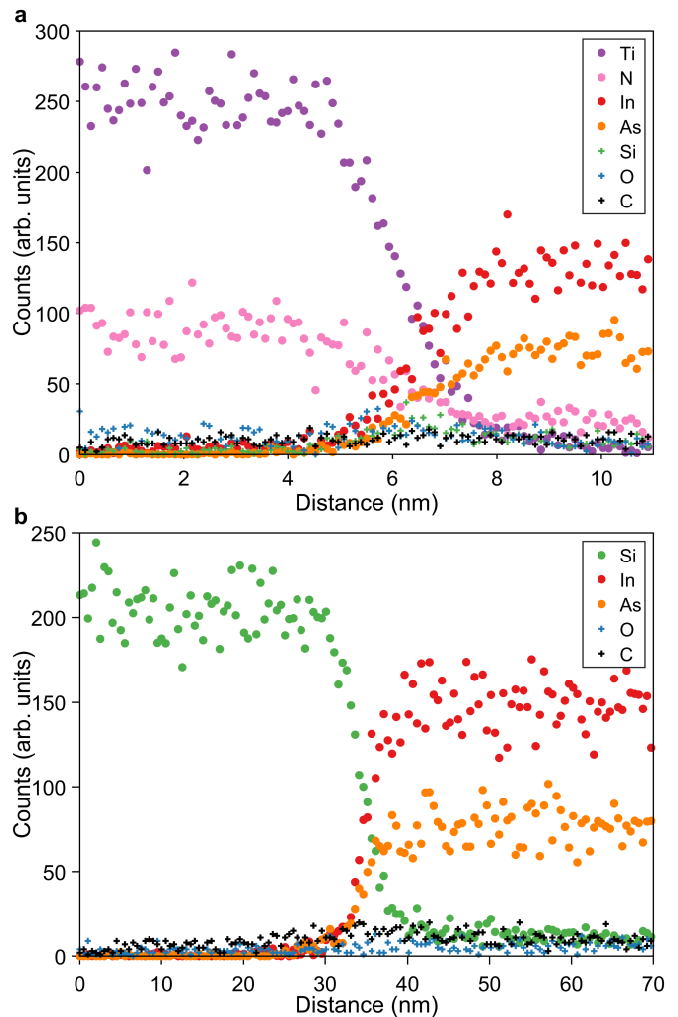 a
300
250
200
150
100
50
0
Counts (arb. units)
Ti
N
In
As
Si
O
C
0 2 4 6 8 10
Distance (nm)
b
250
200
150
100
50
0
Counts (arb. units)
Si
In
As
O
C
0 10 20 30 40 50 60 70
Distance (nm)